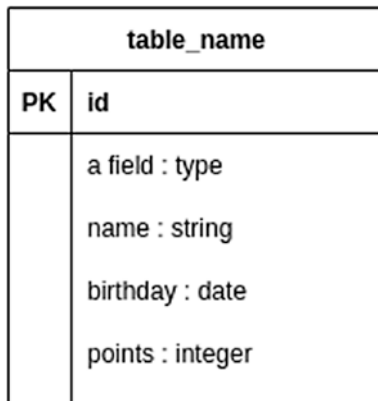 table_name
PK id
a field : type
name : string
birthday : date
points : integer